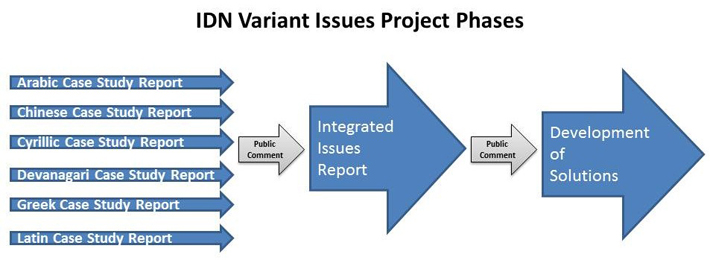 IDN Variant Issues Project Phases
Arabic Case Study Report
Chinese Case Study Report
Cyrillic Case Study Report
Devanagari Case Study Report
Greek Case Study Report
Latin Case Study Report
Public
Comment
Integrated
Issues
Report
Public
Comment
Development
of
Solutions